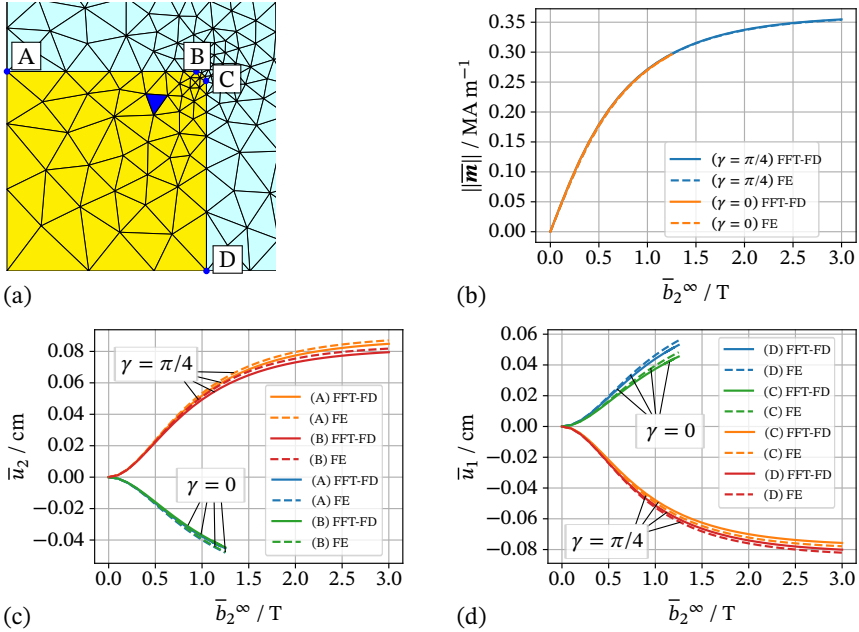 A
B
C
D
(a)
0.35
0.30
0.25
0.20
0.15
0.10
0.05
0.00
||m̅|| / MA m⁻¹
(γ = π/4) FFT-FD
(γ = π/4) FE
(γ = 0) FFT-FD
(γ = 0) FE
0.0 0.5 1.0 1.5 2.0 2.5 3.0
b̅₂^∞ / T
(b)
0.08
0.06
0.04
0.02
0.00
−0.02
−0.04
u̅₂ / cm
γ = π/4
γ = 0
(A) FFT-FD
(A) FE
(B) FFT-FD
(B) FE
(A) FFT-FD
(A) FE
(B) FFT-FD
(B) FE
0.0 0.5 1.0 1.5 2.0 2.5 3.0
b̅₂^∞ / T
(c)
0.06
0.04
0.02
0.00
−0.02
−0.04
−0.06
−0.08
u̅₁ / cm
γ = 0
γ = π/4
(D) FFT-FD
(D) FE
(C) FFT-FD
(C) FE
(C) FFT-FD
(C) FE
(D) FFT-FD
(D) FE
0.0 0.5 1.0 1.5 2.0 2.5 3.0
b̅₂^∞ / T
(d)